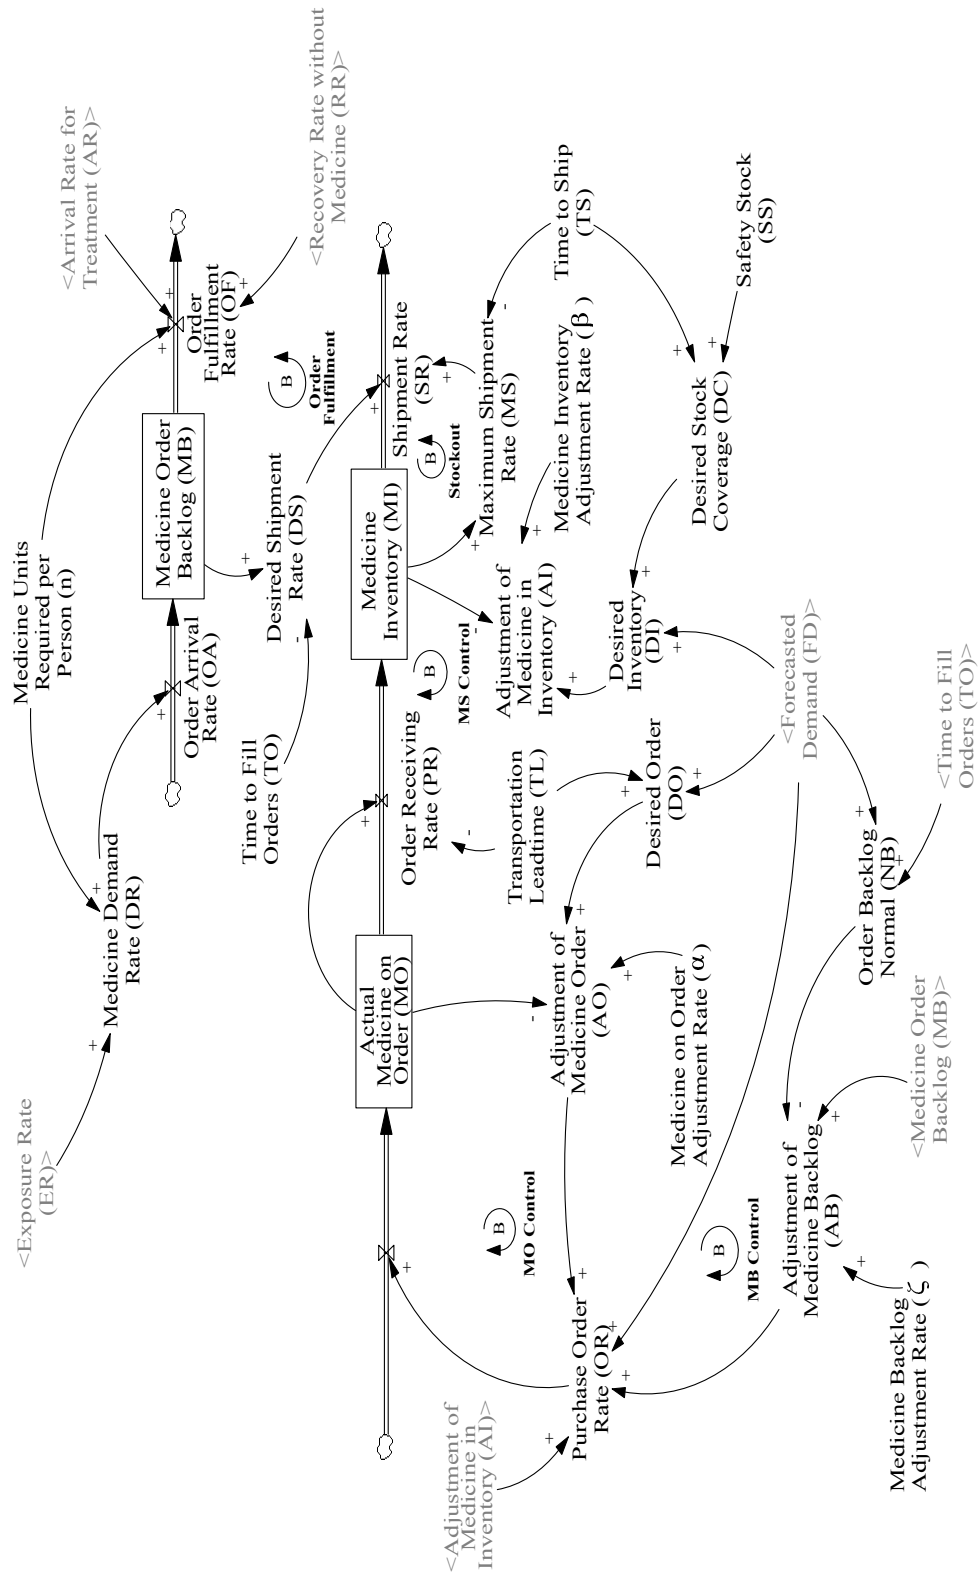 <Exposure Rate
(ER)>
Medicine Units
Required per
Person (n)
<Arrival Rate for
Treatment (AR)>
+
+
Medicine Demand
Rate (DR)
+
+
Order Arrival
Rate (OA)
Medicine Order
Backlog (MB)
+
+
Order
Fulfillment
Rate (OF)
+
<Recovery Rate without
Medicine (RR)>
Time to Fill
Orders (TO)
-
Desired Shipment
Rate (DS)
+
B
Order
Fulfillment
+
Actual
Medicine on
Order (MO)
+
Order Receiving
Rate (PR)
Medicine
Inventory (MI)
Shipment Rate
(SR)
+
B
Stockout
B
MS Control
+
Maximum Shipment
Rate (MS)
-
Time to Ship
(TS)
<Adjustment of
Medicine in
Inventory (AI)>
+
+
B
MO Control
-
Transportation
Leadtime (TL)
-
Adjustment of
Medicine in
Inventory (AI)
+
+
Medicine Inventory
Adjustment Rate (β )
Purchase Order
Rate (OR)
+
+
+
-
Adjustment of
Medicine Order
(AO)
+
+
Medicine on Order
Adjustment Rate (α)
+
+
Desired Order
(DO)
+
Desired
Inventory
(DI)
+
+
Desired Stock
Coverage (DC)
+
+
Safety Stock
(SS)
B
MB Control
<Forecasted
Demand (FD)>
Adjustment of
Medicine Backlog
(AB)
-
+
+
Order Backlog
Normal (NB)
+
+
<Time to Fill
Orders (TO)>
Medicine Backlog
Adjustment Rate (ζ )
<Medicine Order
Backlog (MB)>